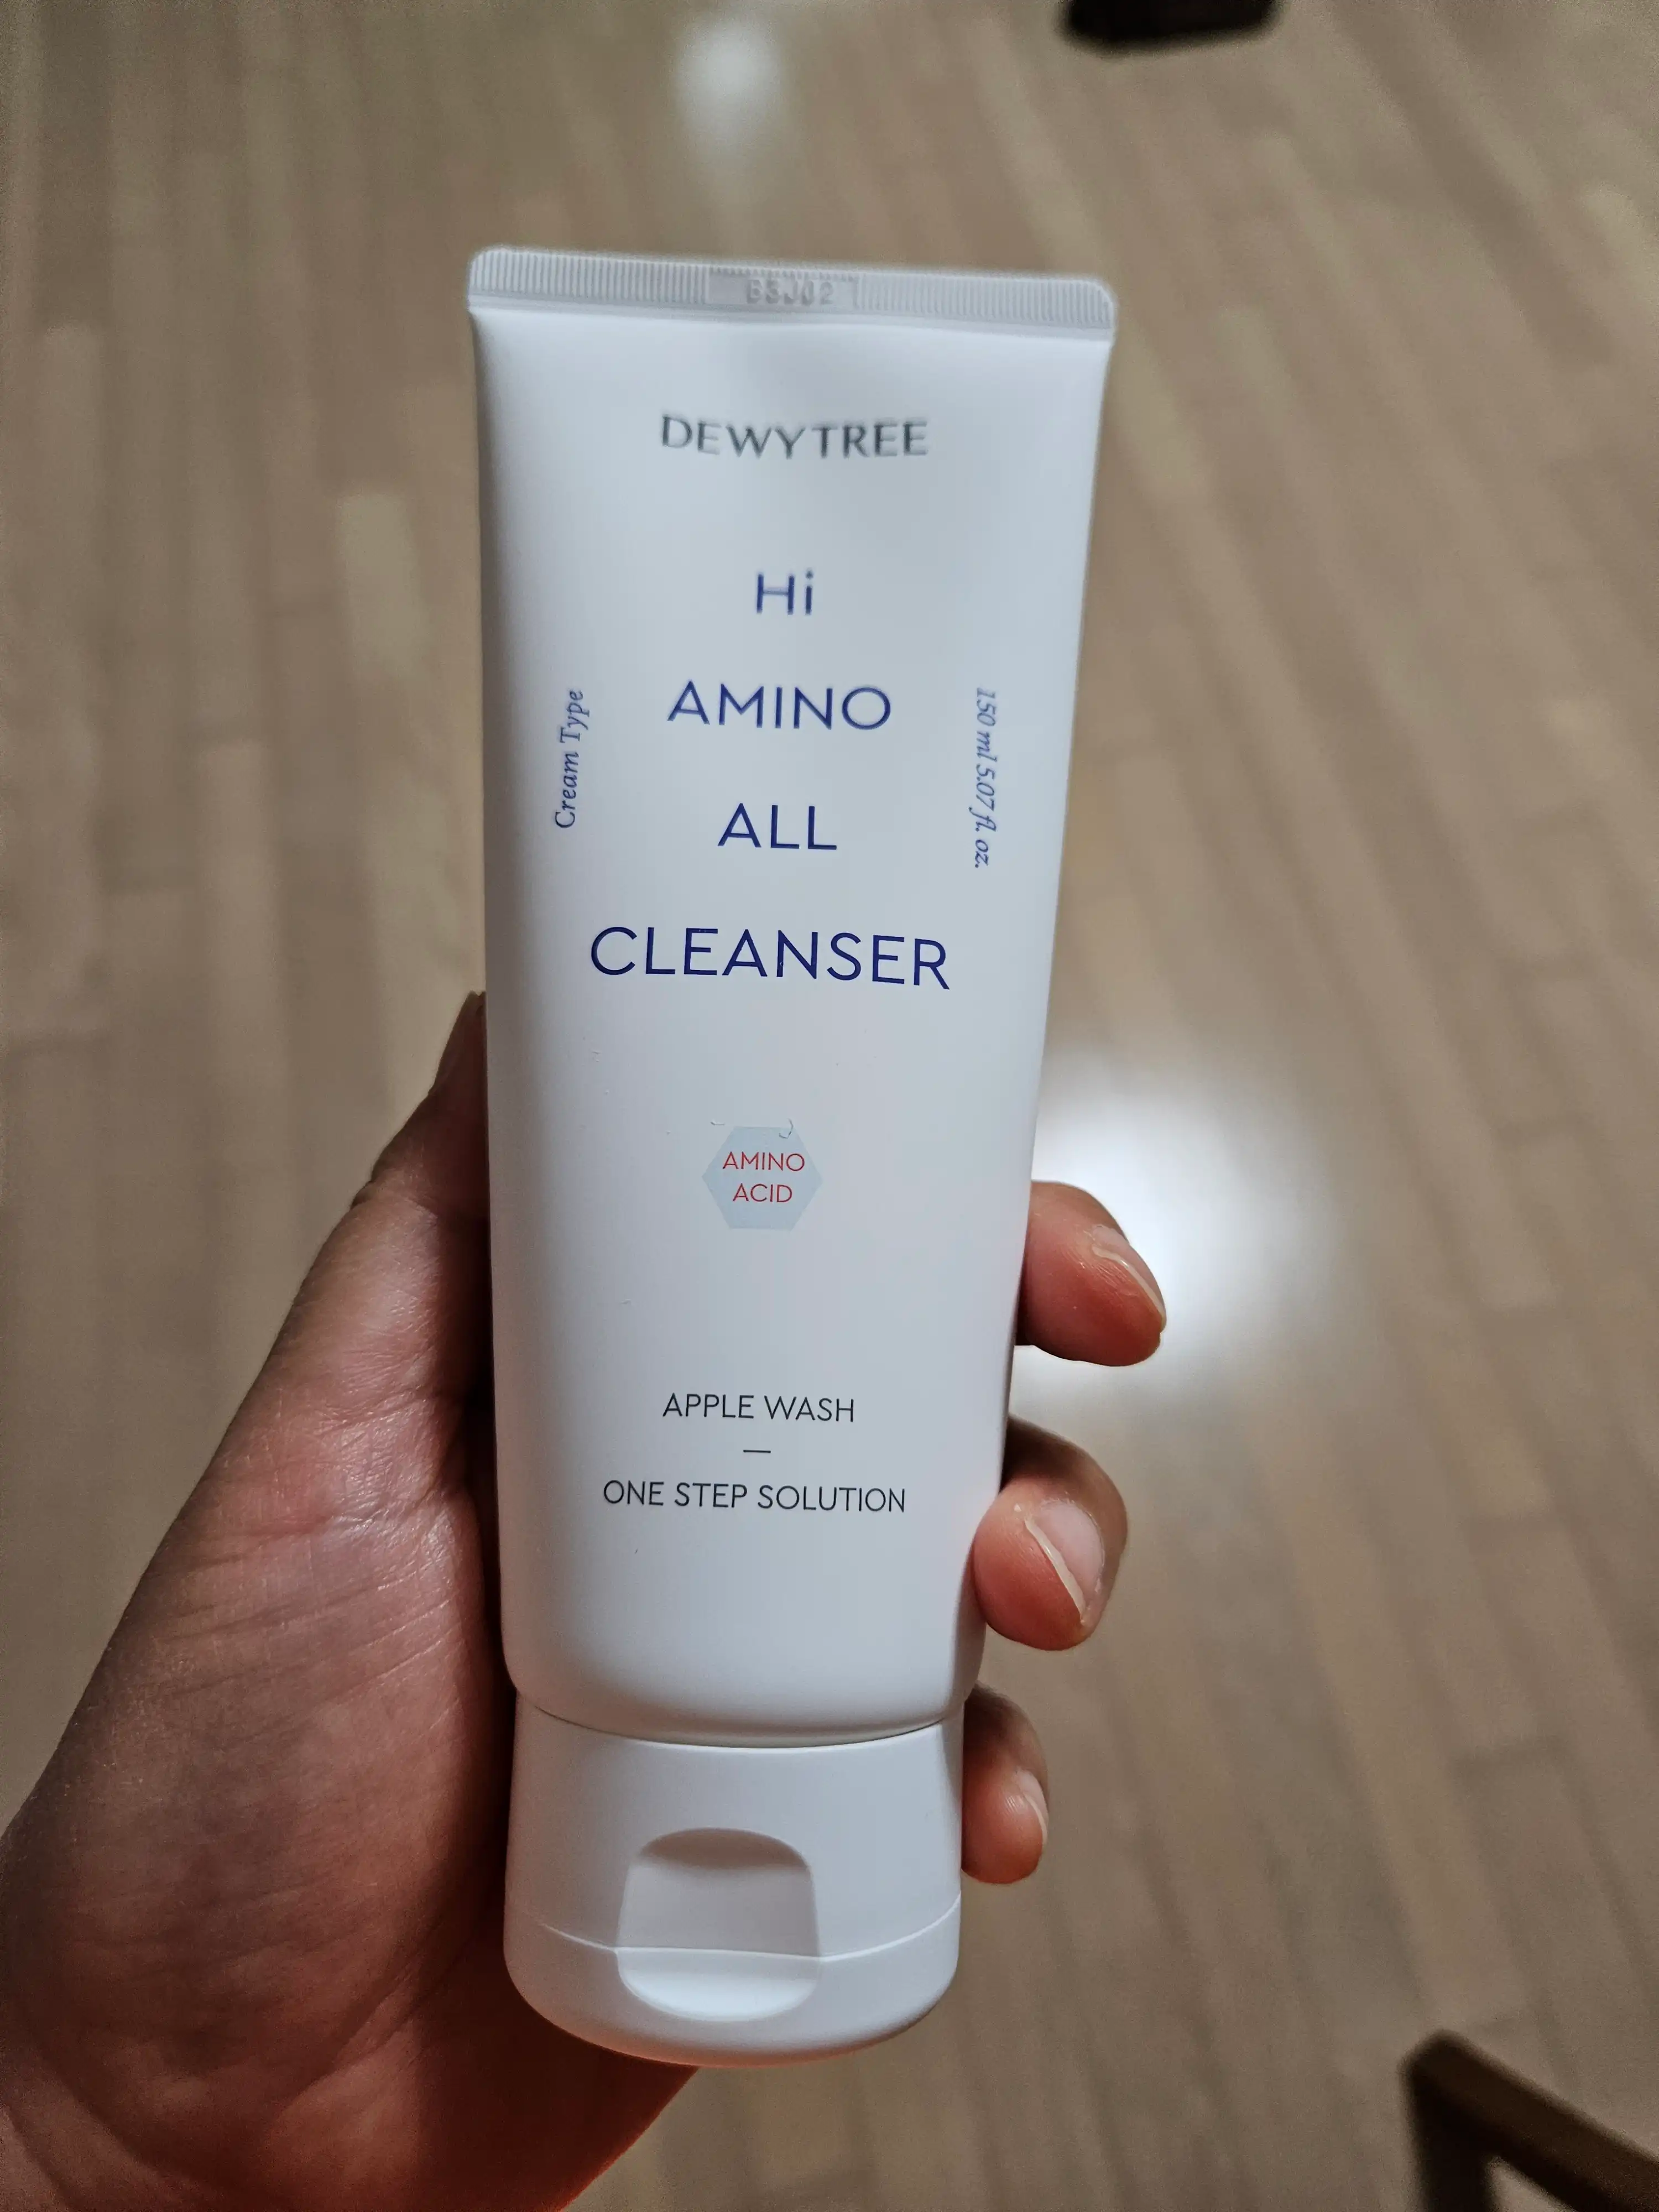 DEWYTREE
Hi
AMINO
ALL
CLEANSER
Cream Type
150 ml 5.07 fl. oz.
AMINO
ACID
APPLE WASH
—
ONE STEP SOLUTION